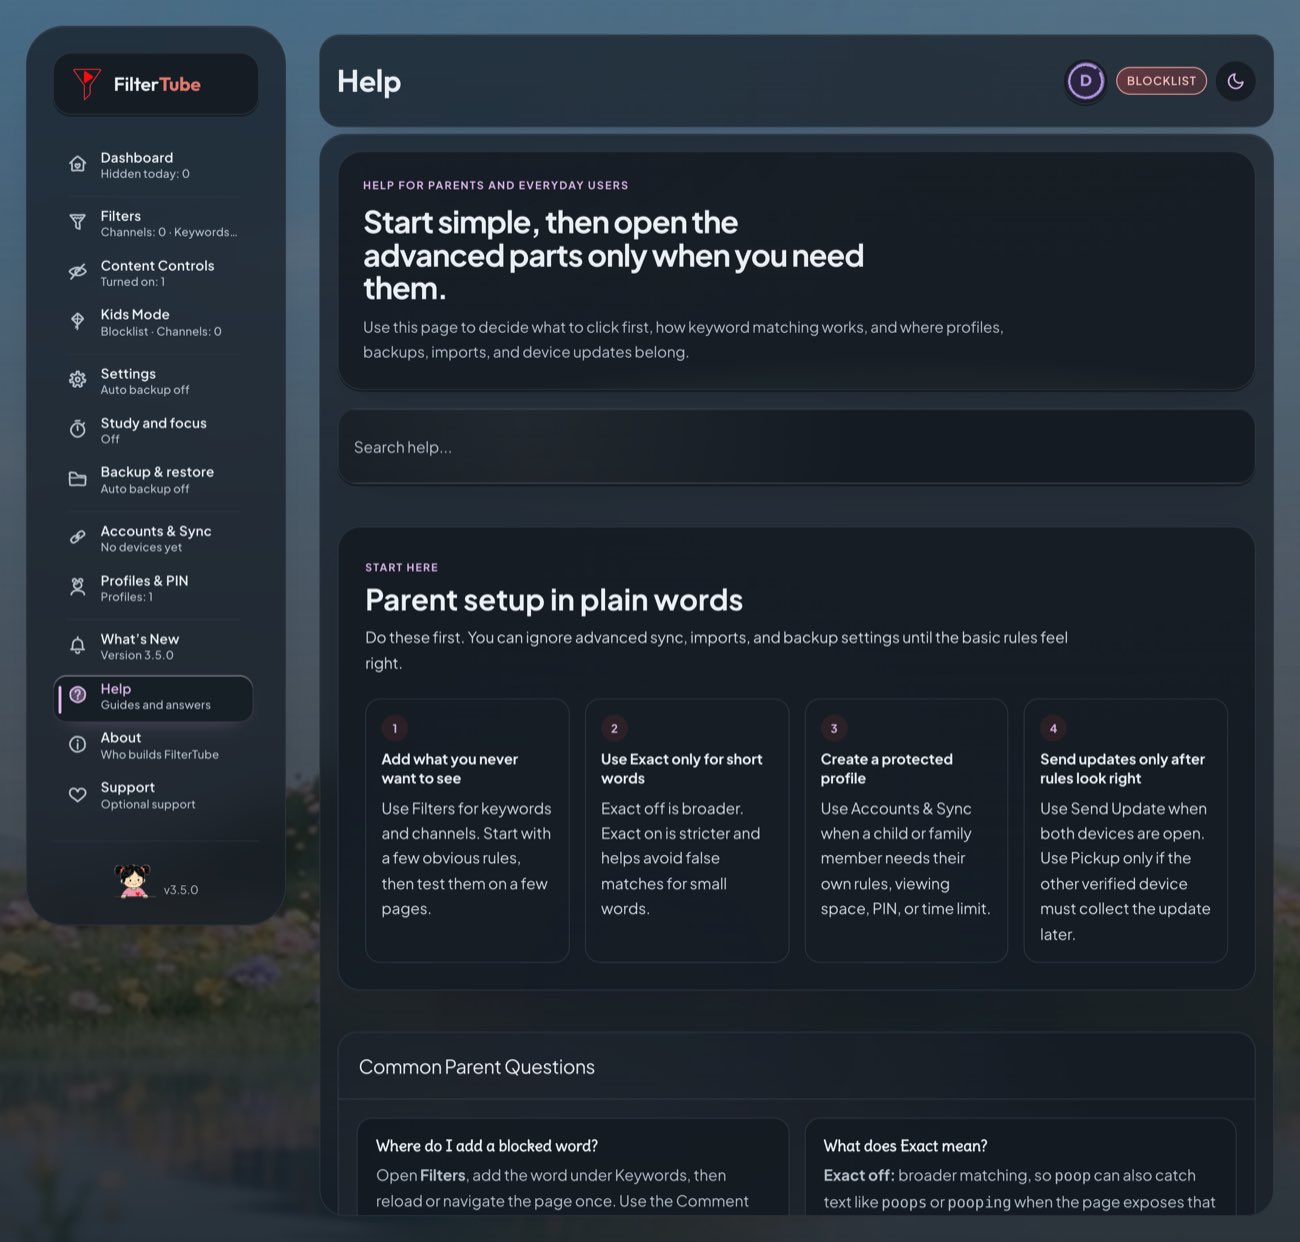 FilterTube
Dashboard
Hidden today: 0
Filters
Channels: 0 · Keywords...
Content Controls
Turned on: 1
Kids Mode
Blocklist · Channels: 0
Settings
Auto backup off
Study and focus
Off
Backup & restore
Auto backup off
Accounts & Sync
No devices yet
Profiles & PIN
Profiles: 1
What's New
Version 3.5.0
Help
Guides and answers
About
Who builds FilterTube
Support
Optional support
v3.5.0
Help
D
BLOCKLIST
HELP FOR PARENTS AND EVERYDAY USERS
Start simple, then open the
advanced parts only when you need
them.
Use this page to decide what to click first, how keyword matching works, and where profiles,
backups, imports, and device updates belong.
Search help...
START HERE
Parent setup in plain words
Do these first. You can ignore advanced sync, imports, and backup settings until the basic rules feel
right.
1
Add what you never
want to see
Use Filters for keywords
and channels. Start with
a few obvious rules,
then test them on a few
pages.
2
Use Exact only for short
words
Exact off is broader.
Exact on is stricter and
helps avoid false
matches for small
words.
3
Create a protected
profile
Use Accounts & Sync
when a child or family
member needs their
own rules, viewing
space, PIN, or time limit.
4
Send updates only after
rules look right
Use Send Update when
both devices are open.
Use Pickup only if the
other verified device
must collect the update
later.
Common Parent Questions
Where do I add a blocked word?
Open Filters, add the word under Keywords, then
reload or navigate the page once. Use the Comment
What does Exact mean?
Exact off: broader matching, so poop can also catch
text like poops or pooping when the page exposes that